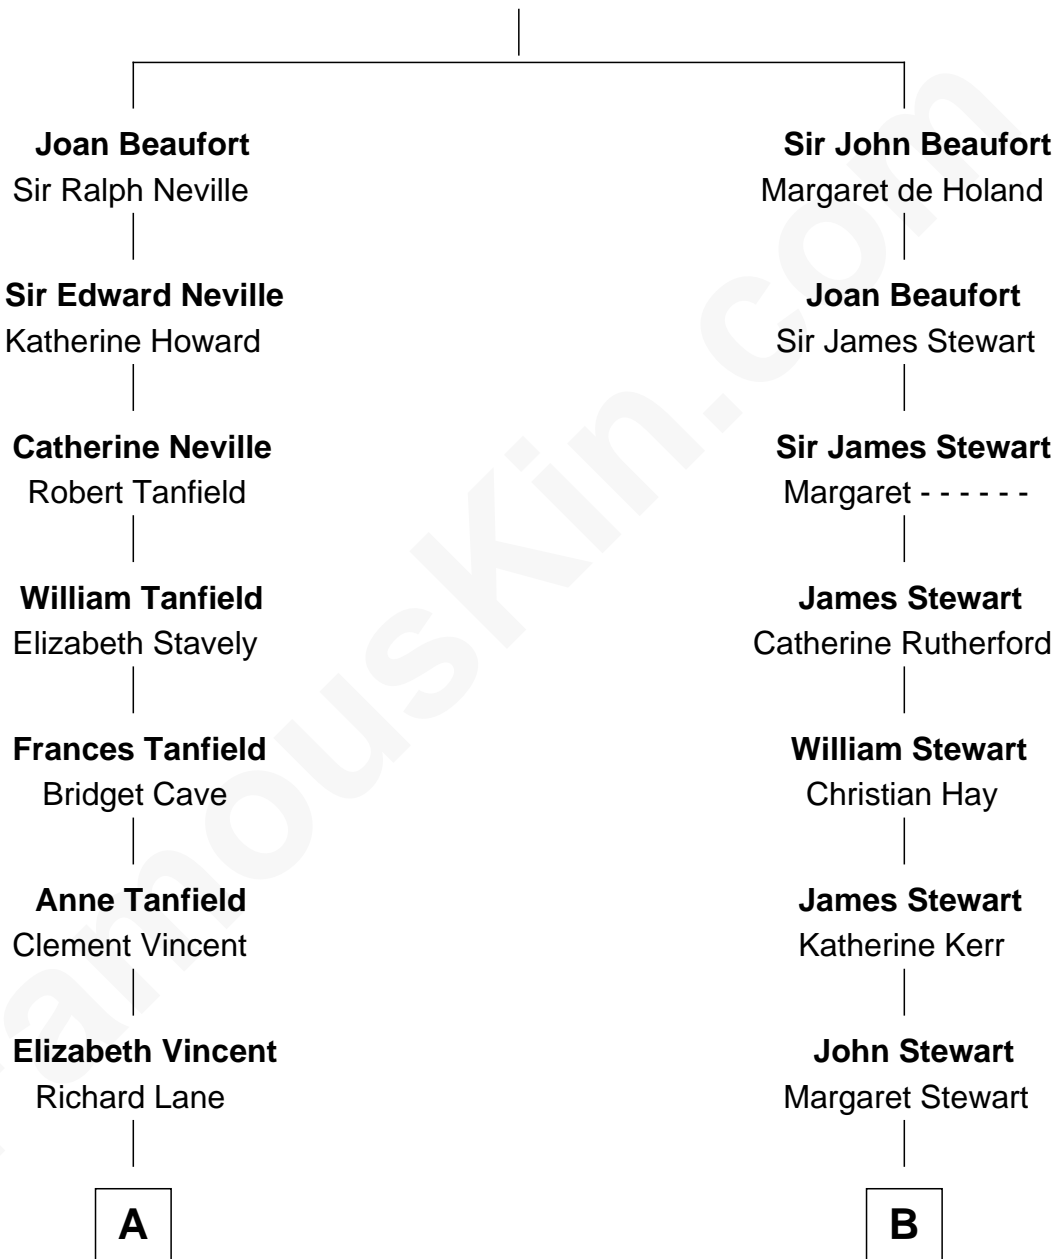 Joan Beaufort
Sir Ralph Neville
Sir Edward Neville
Katherine Howard
Catherine Neville
Robert Tanfield
William Tanfield
Elizabeth Stavely
Frances Tanfield
Bridget Cave
Anne Tanfield
Clement Vincent
Elizabeth Vincent
Richard Lane
A
Sir John Beaufort
Margaret de Holand
Joan Beaufort
Sir James Stewart
Sir James Stewart
Margaret - - - - - -
James Stewart
Catherine Rutherford
William Stewart
Christian Hay
James Stewart
Katherine Kerr
John Stewart
Margaret Stewart
B
FamousKin.com